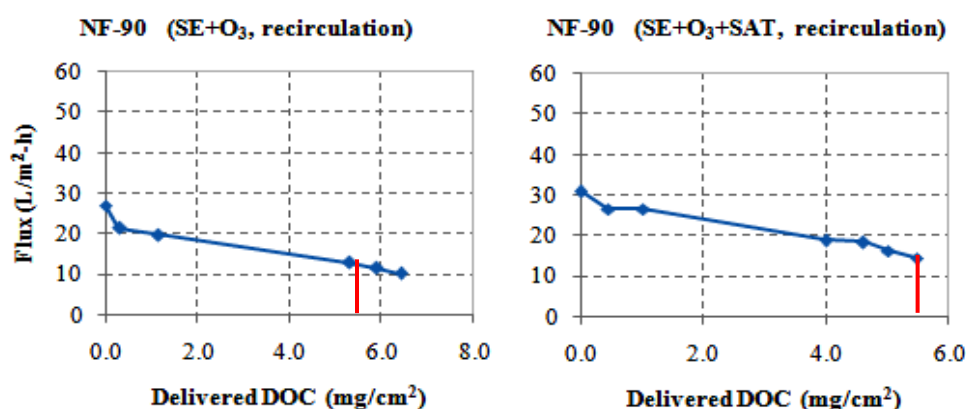 NF-90 (SE+O₃, recirculation)
60
50
40
30
20
10
0
0.0 2.0 4.0 6.0 8.0
Flux (L/m²-h)
Delivered DOC (mg/cm²)
NF-90 (SE+O₃+SAT, recirculation)
60
50
40
30
20
10
0
0.0 2.0 4.0 6.0
Delivered DOC (mg/cm²)